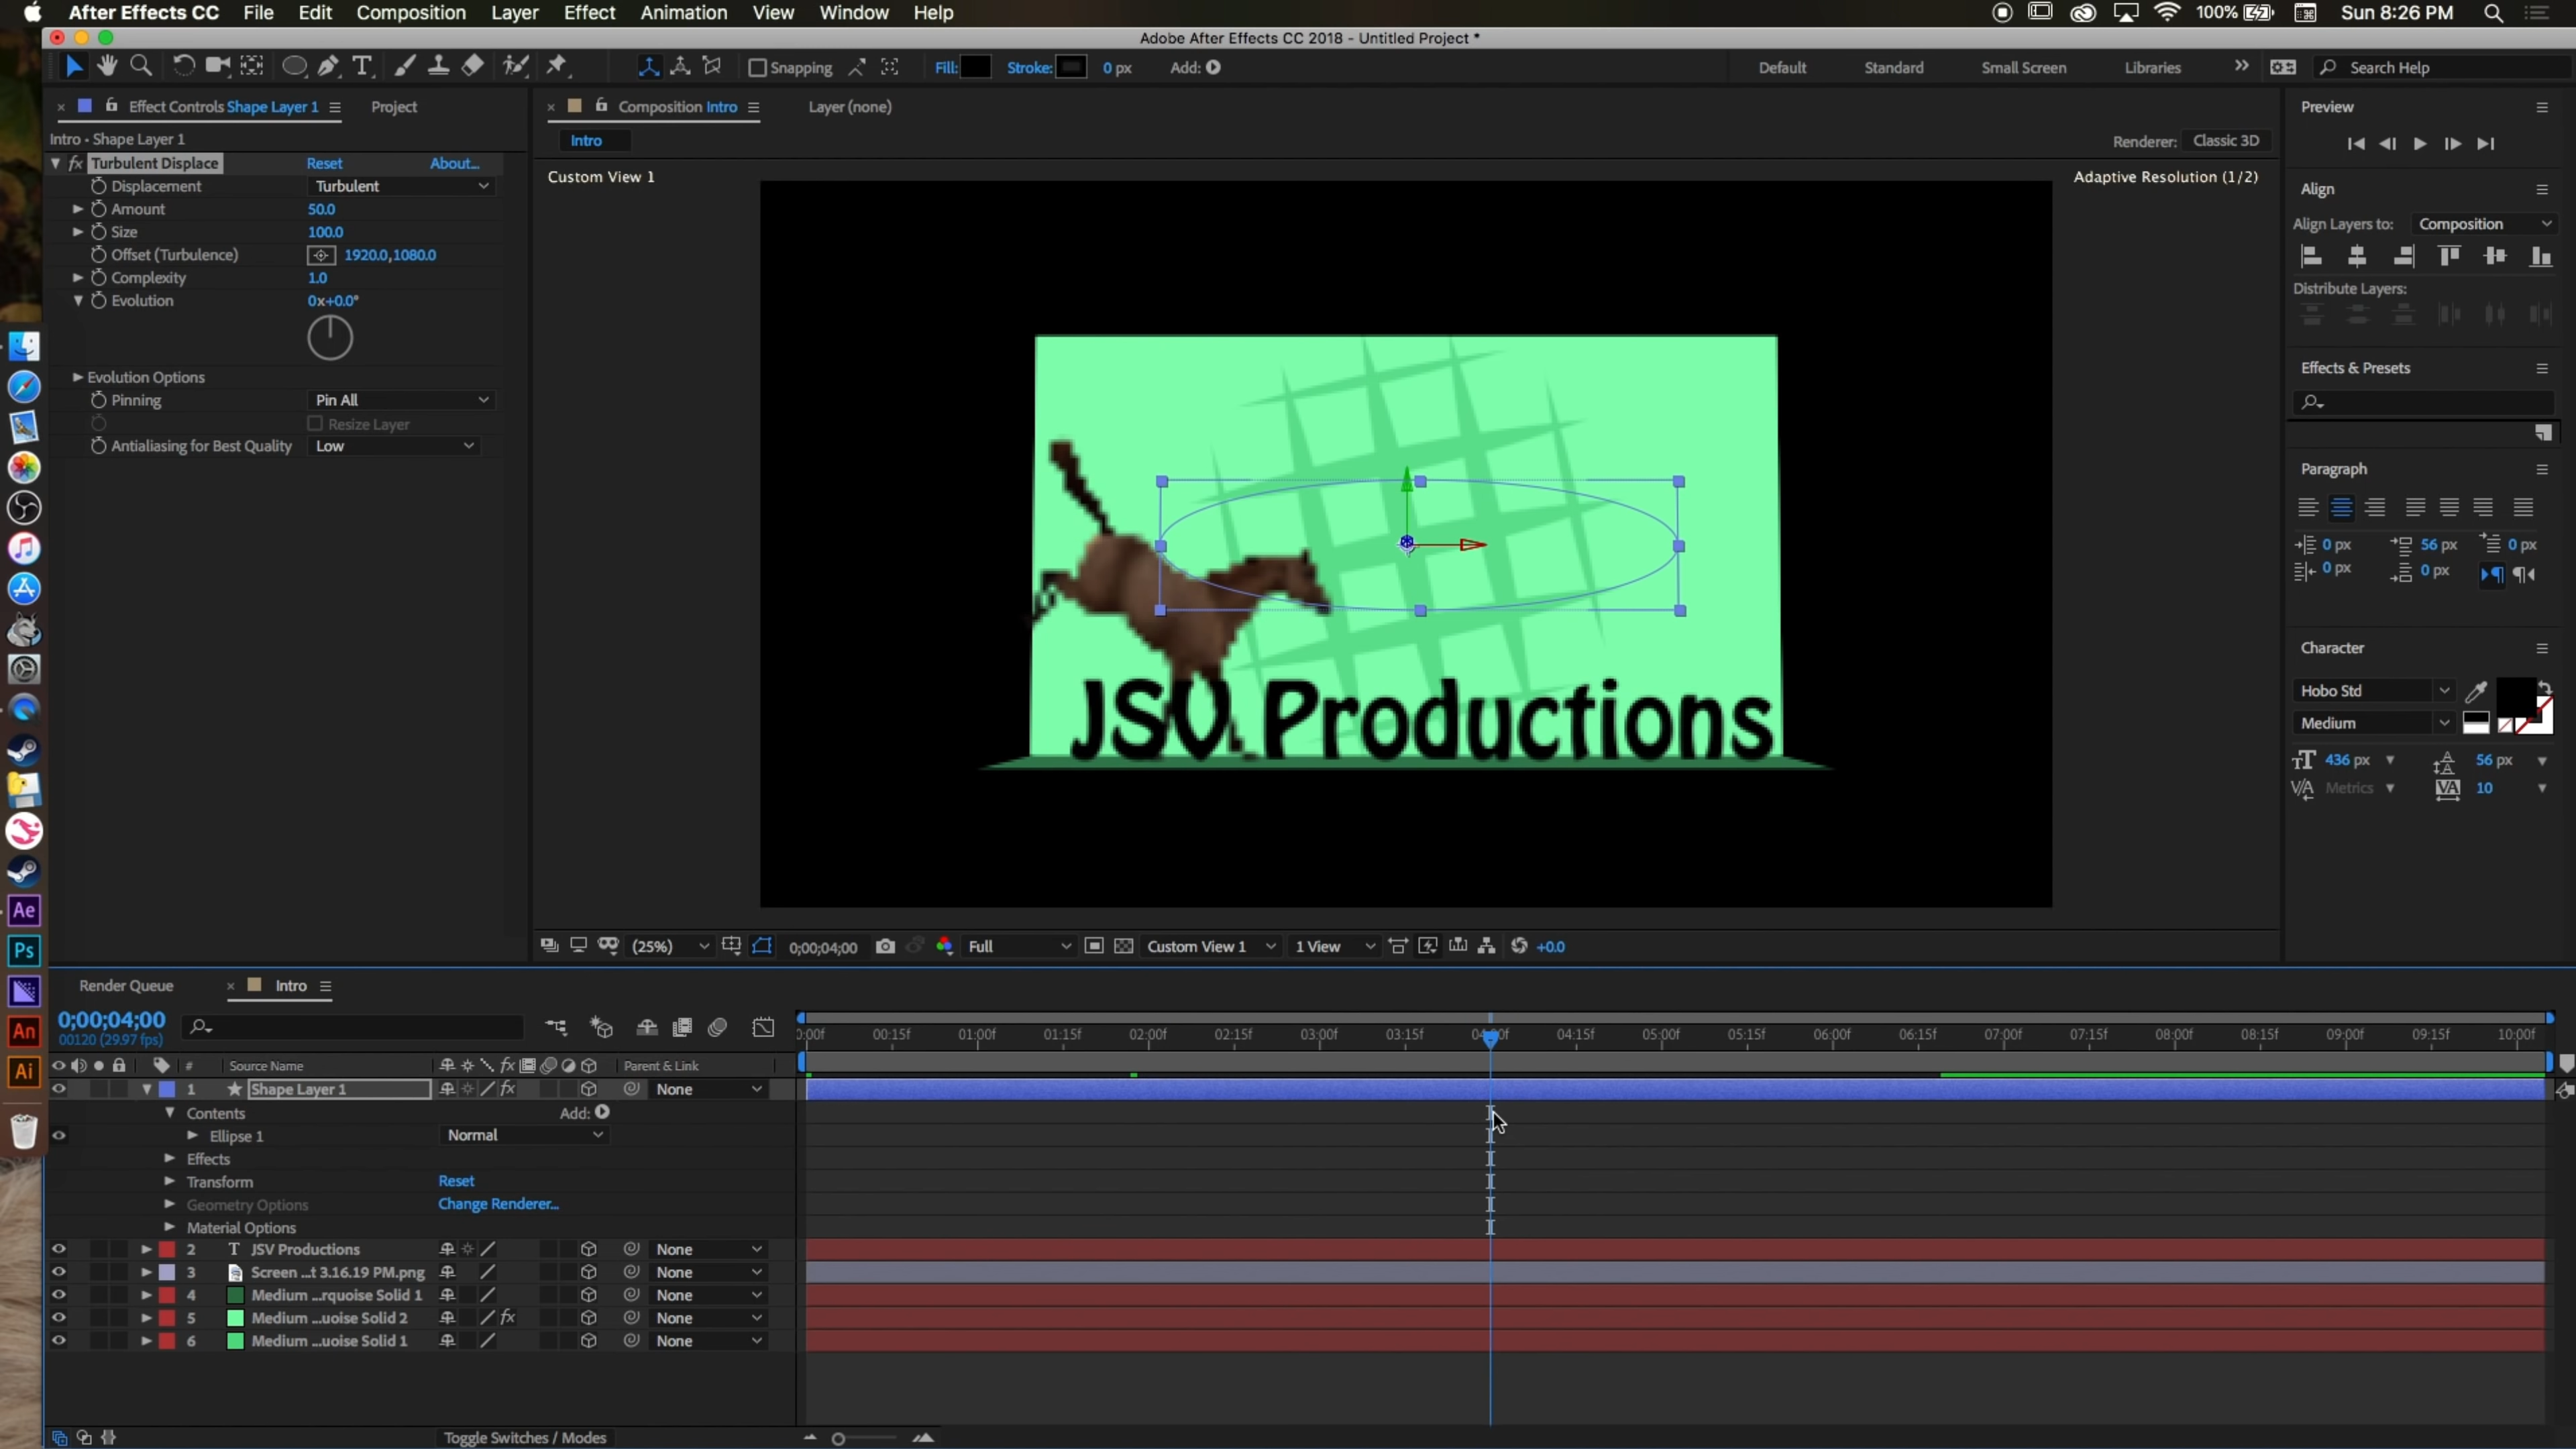 After Effects CC File Edit Composition Layer Effect Animation View Window Help 100% Sun 8:26 PM
Adobe After Effects CC 2018 - Untitled Project *
Snapping Fill: Stroke: 0 px Add: Default Standard Small Screen Libraries Search Help
Effect Controls Shape Layer 1 Project
Intro • Shape Layer 1
fx Turbulent Displace Reset About...
Displacement Turbulent
Amount 50.0
Size 100.0
Offset (Turbulence) 1920.0,1080.0
Complexity 1.0
Evolution 0x+0.0°
Evolution Options
Pinning Pin All
Resize Layer
Antialiasing for Best Quality Low
Composition Intro Layer (none)
Intro Renderer: Classic 3D
Custom View 1 Adaptive Resolution (1/2)
JSV Productions
(25%) 0;00;04;00 Full Custom View 1 1 View +0.0
Preview
Align
Align Layers to: Composition
Distribute Layers:
Effects & Presets
Paragraph
0 px 56 px 0 px
0 px 0 px
Character
Hobo Std
Medium
436 px 56 px
Metrics 10
Render Queue Intro
0;00;04;00
00120 (29.97 fps)
0:00f 00:15f 01:00f 01:15f 02:00f 02:15f 03:00f 03:15f 04:00f 04:15f 05:00f 05:15f 06:00f 06:15f 07:00f 07:15f 08:00f 08:15f 09:00f 09:15f 10:00f
# Source Name fx Parent & Link
1 Shape Layer 1 fx None
Contents Add:
Ellipse 1 Normal
Effects
Transform Reset
Geometry Options Change Renderer...
Material Options
2 T JSV Productions None
3 Screen ...t 3.16.19 PM.png None
4 Medium ...rquoise Solid 1 None
5 Medium ...uoise Solid 2 fx None
6 Medium ...uoise Solid 1 None
Toggle Switches / Modes
Ae
Ps
An
Ai